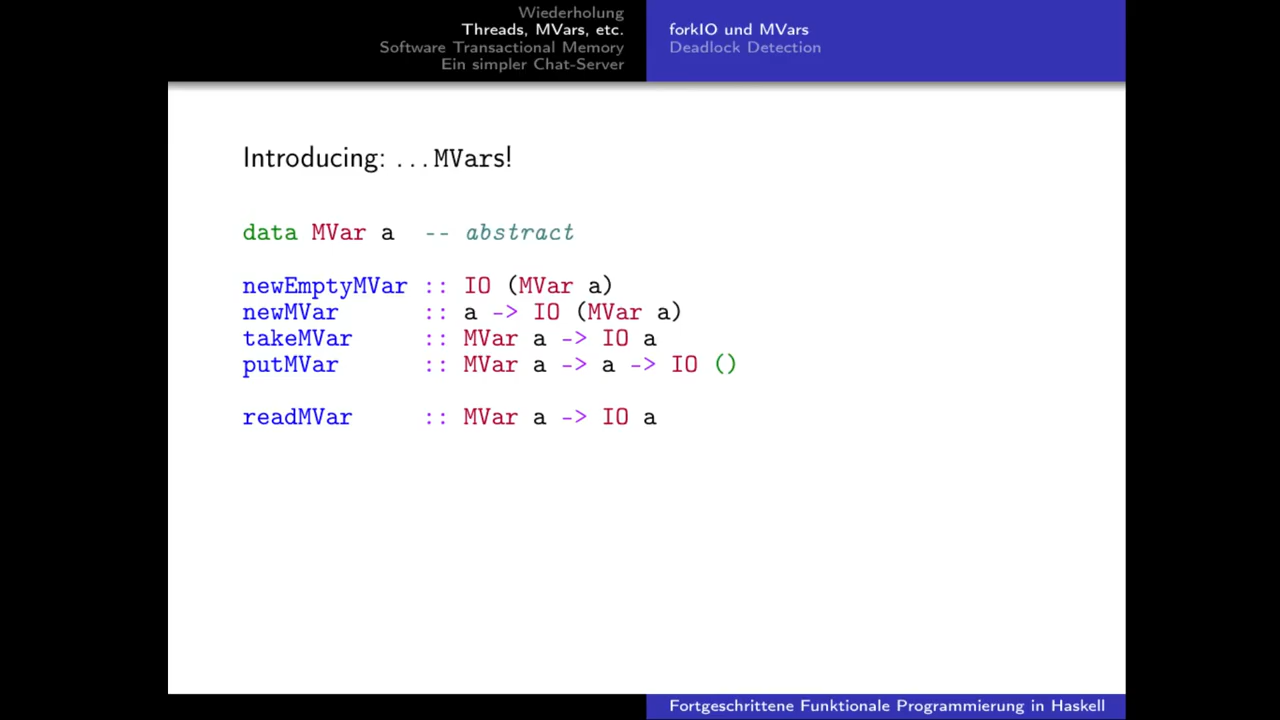 Wiederholung
Threads, MVars, etc.
Software Transactional Memory
Ein simpler Chat-Server
forkIO und MVars
Deadlock Detection
Introducing: ...MVars!
data MVar a -- abstract
newEmptyMVar :: IO (MVar a)
newMVar :: a -> IO (MVar a)
takeMVar :: MVar a -> IO a
putMVar :: MVar a -> a -> IO ()
readMVar :: MVar a -> IO a
Fortgeschrittene Funktionale Programmierung in Haskell